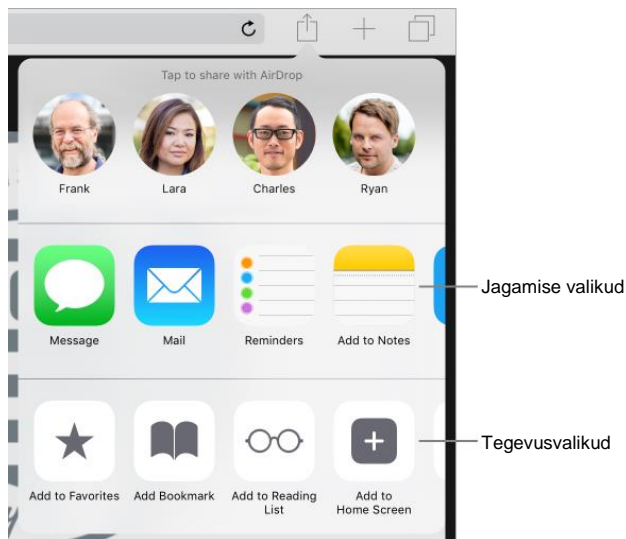 Tap to share with AirDrop
Frank
Lara
Charles
Ryan
Message
Mail
Reminders
Add to Notes
Jagamise valikud
Add to Favorites
Add Bookmark
Add to Reading
List
Add to
Home Screen
Tegevusvalikud